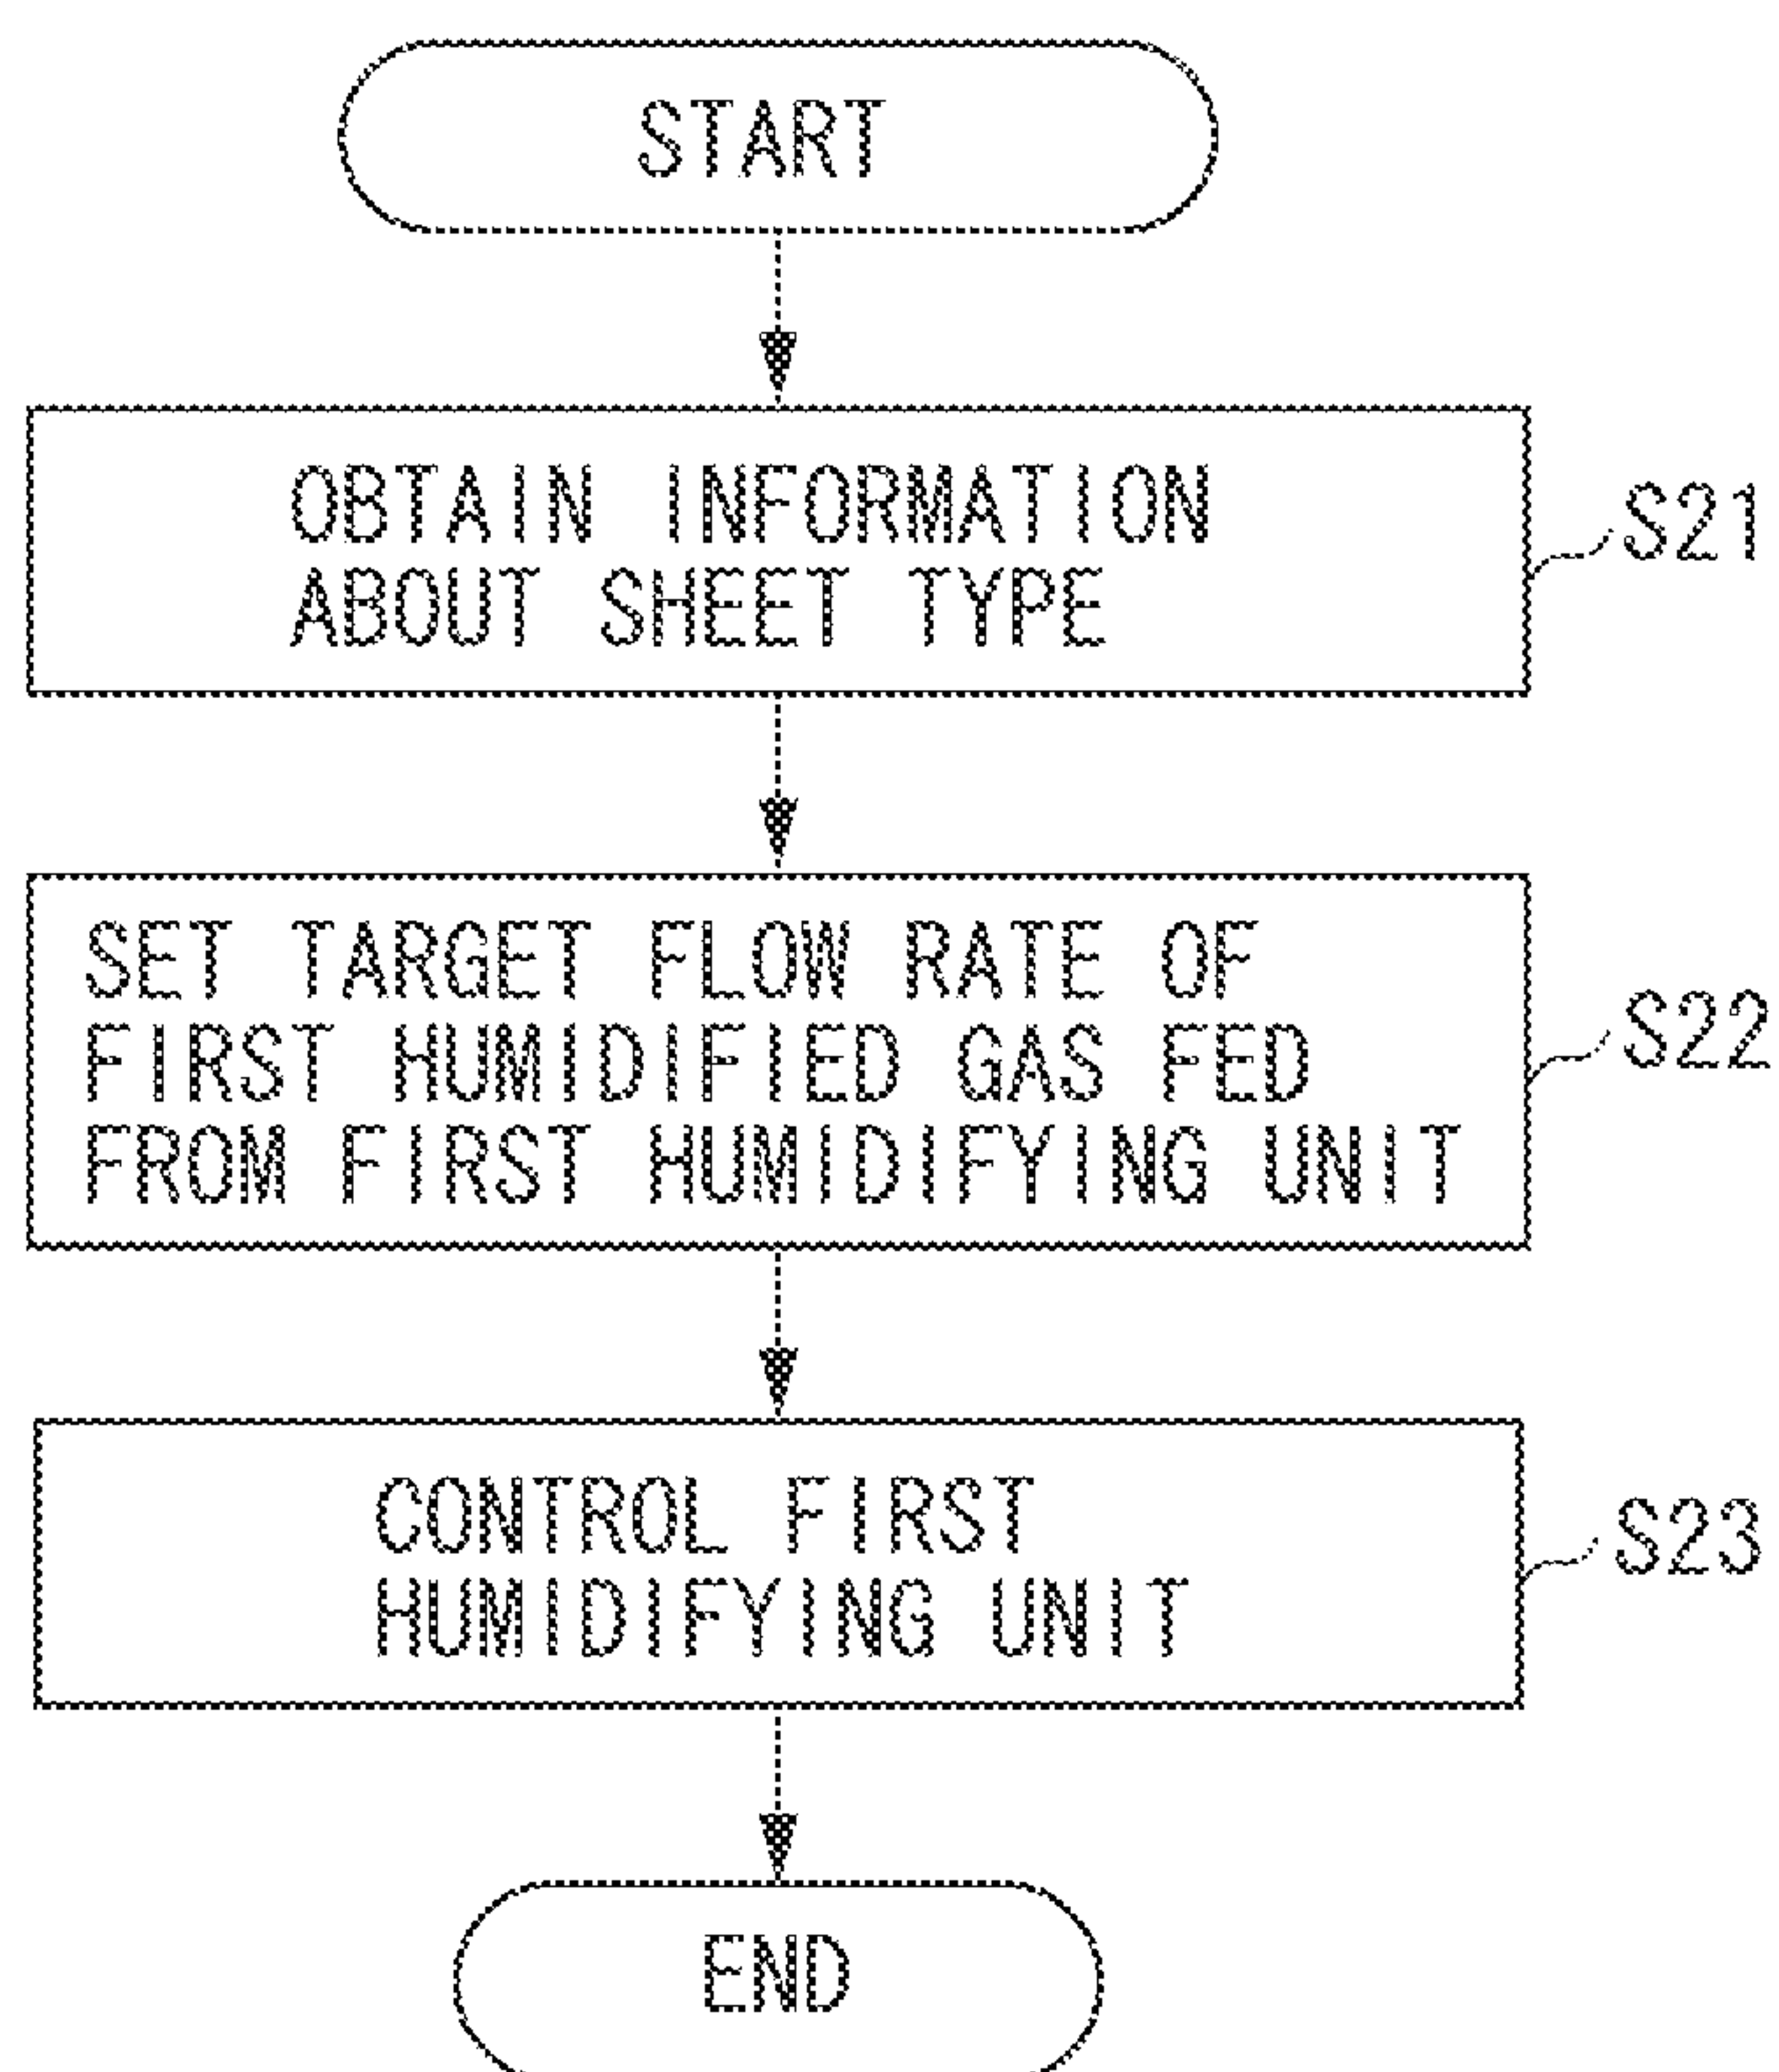 START
OBTAIN INFORMATION
ABOUT SHEET TYPE
S21
SET TARGET FLOW RATE OF
FIRST HUMIDIFIED GAS FED
FROM FIRST HUMIDIFYING UNIT
S22
CONTROL FIRST
HUMIDIFYING UNIT
S23
END